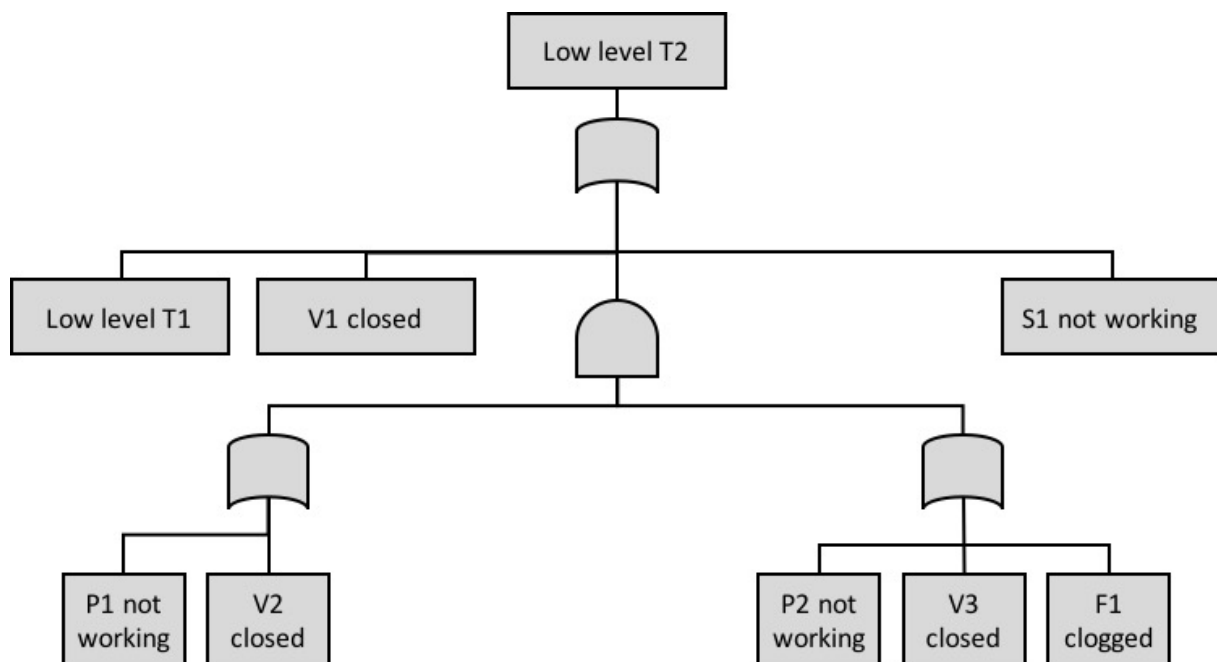 Low level T2
Low level T1
V1 closed
S1 not working
P1 not
working
V2
closed
P2 not
working
V3
closed
F1
clogged